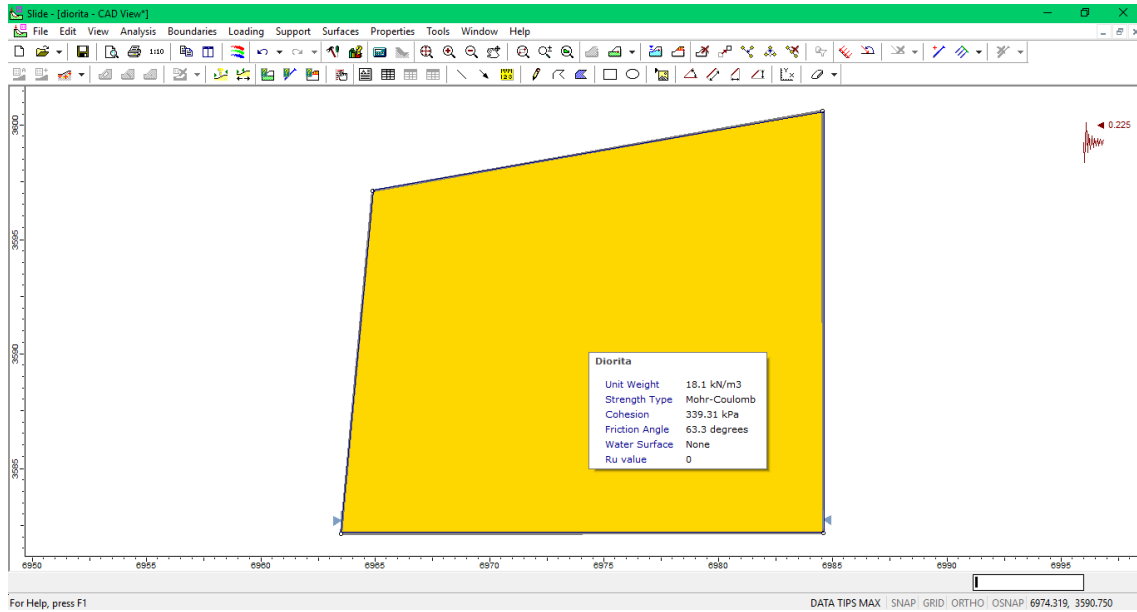 Slide - [diorita - CAD View*]
File Edit View Analysis Boundaries Loading Support Surfaces Properties Tools Window Help
1:10
3600
0.225
3595
3590
Diorita
Unit Weight 18.1 kN/m3
Strength Type Mohr-Coulomb
Cohesion 339.31 kPa
Friction Angle 63.3 degrees
Water Surface None
Ru value 0
3585
6950 6955 6960 6965 6970 6975 6980 6985 6990 6995
For Help, press F1 DATA TIPS MAX SNAP GRID ORTHO OSNAP 6974.319, 3590.750